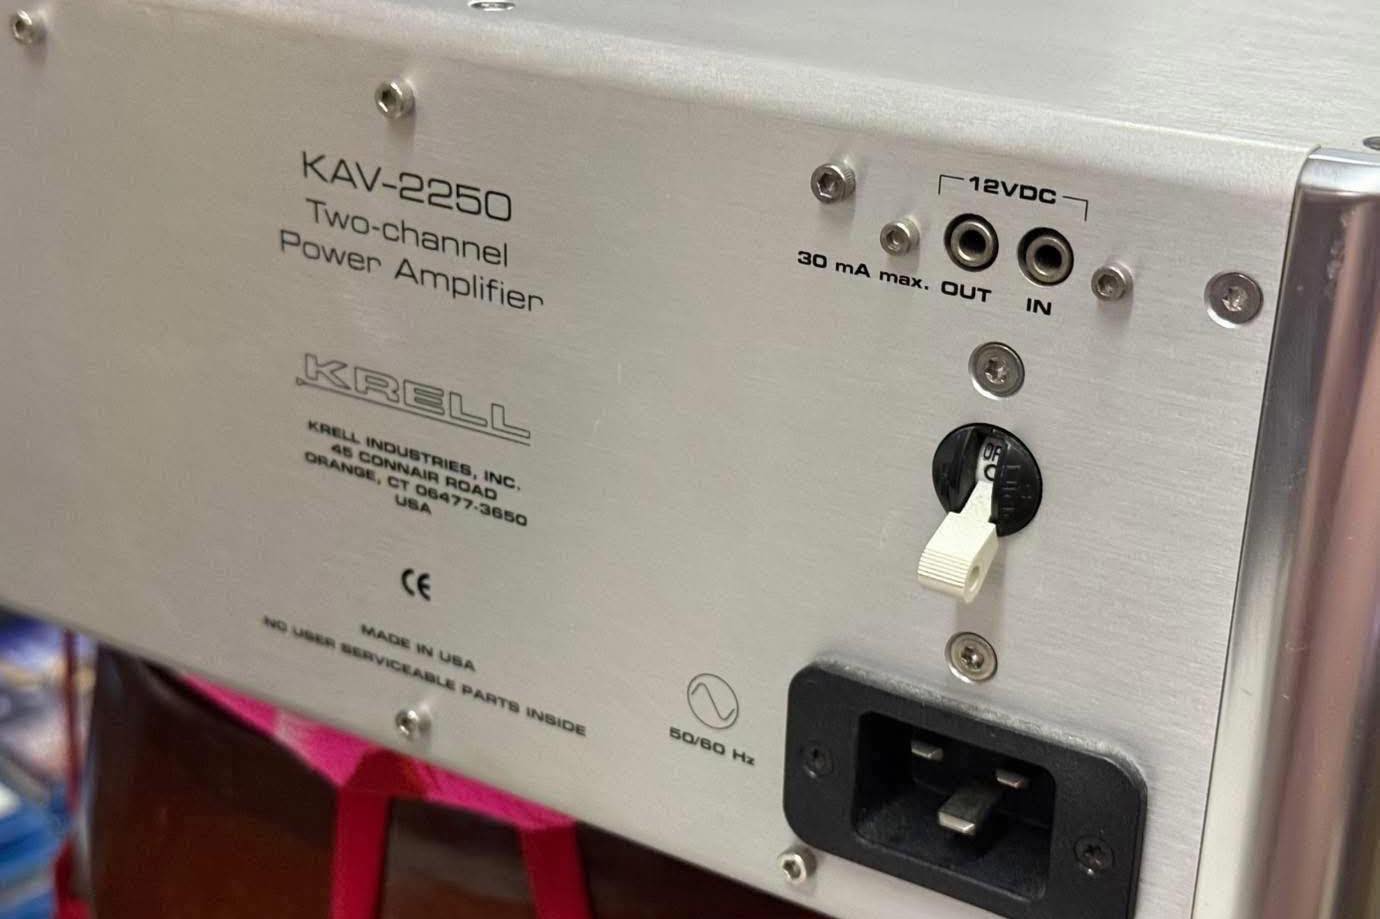 KAV-2250
Two-channel
Power Amplifier
KRELL
KRELL INDUSTRIES, INC.
45 CONNAIR ROAD
ORANGE, CT 06477-3650
USA
CE
MADE IN USA
NO USER SERVICEABLE PARTS INSIDE
50/60 Hz
12VDC
30 mA max. OUT IN